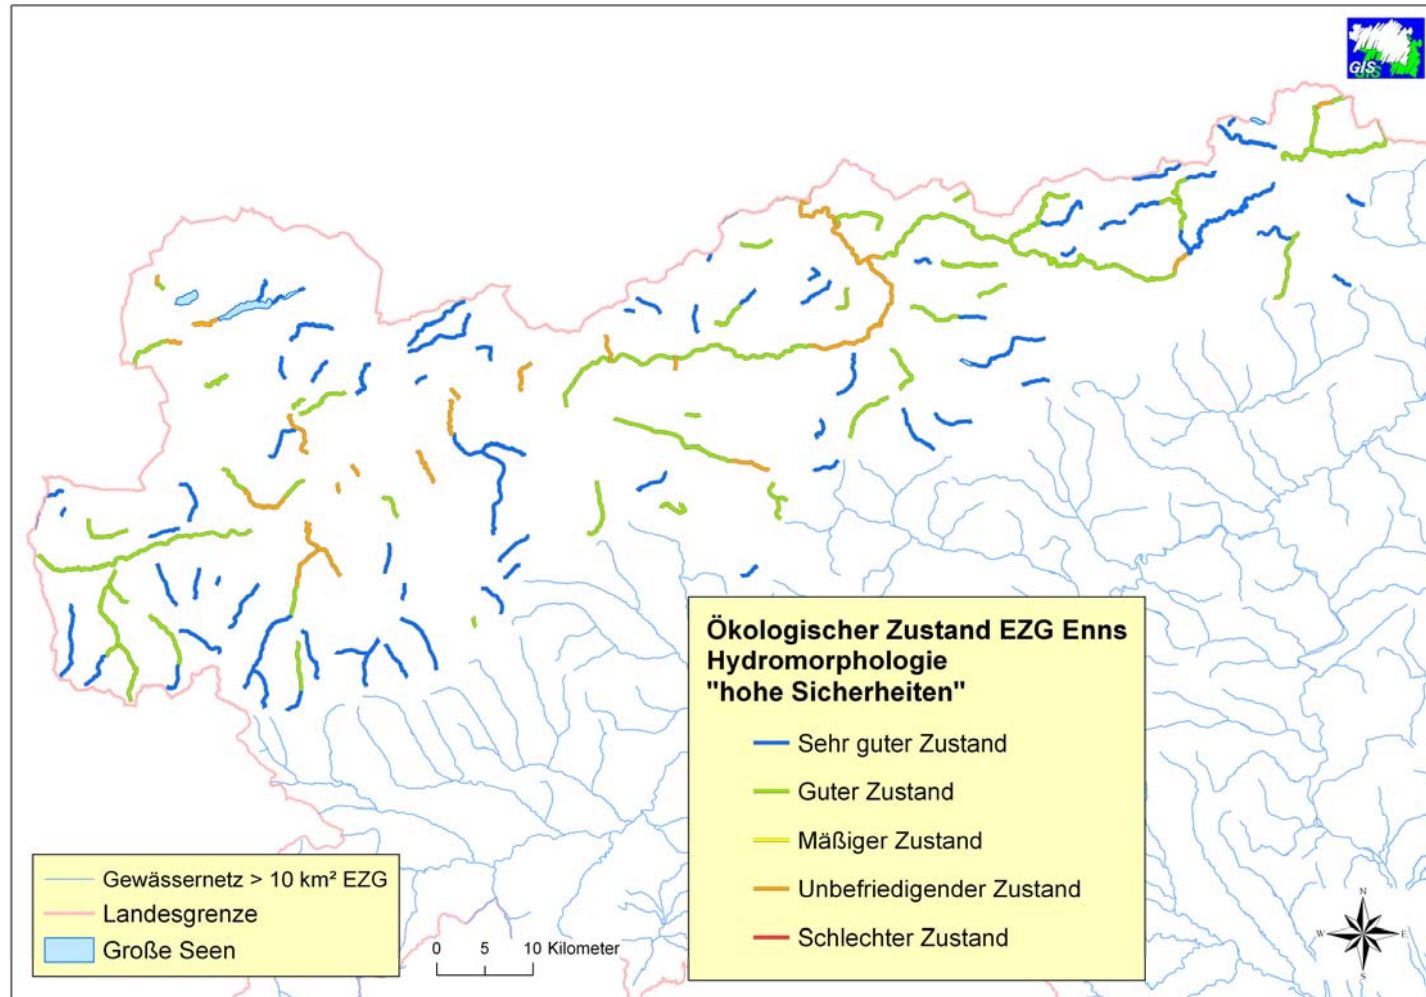 GIS
GIS
Ökologischer Zustand EZG Enns
Hydromorphologie
"hohe Sicherheiten"
Sehr guter Zustand
Guter Zustand
Mäßiger Zustand
Unbefriedigender Zustand
Schlechter Zustand
Gewässernetz > 10 km² EZG
Landesgrenze
Große Seen
0 5 10 Kilometer
N
W E
S